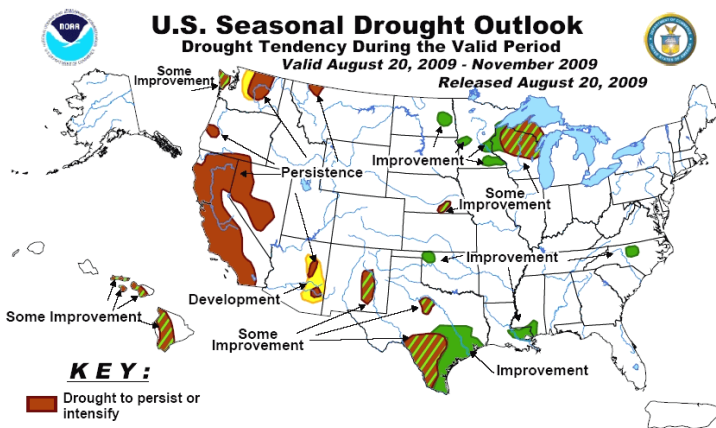 NOAA
U.S. Seasonal Drought Outlook
Drought Tendency During the Valid Period
Valid August 20, 2009 - November 2009
Released August 20, 2009
Some
Improvement
Improvement
Persistence
Some
Improvement
Improvement
Development
Some Improvement
Some
Improvement
Improvement
KEY:
Drought to persist or
intensify